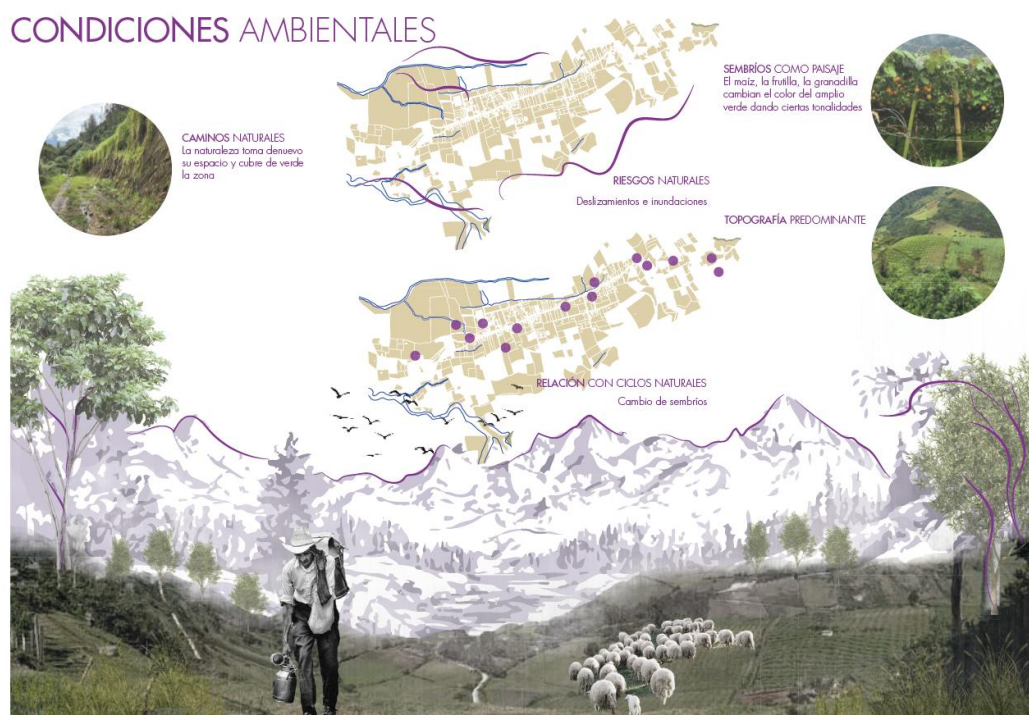 CONDICIONES AMBIENTALES
CAMINOS NATURALES
La naturaleza toma denuevo
su espacio y cubre de verde
la zona
SEMBRÍOS COMO PAISAJE
El maíz, la frutilla, la granadilla
cambian el color del amplio
verde dando ciertas tonalidades
RIESGOS NATURALES
Deslizamientos e inundaciones
TOPOGRAFÍA PREDOMINANTE
RELACIÓN CON CICLOS NATURALES
Cambio de sembríos